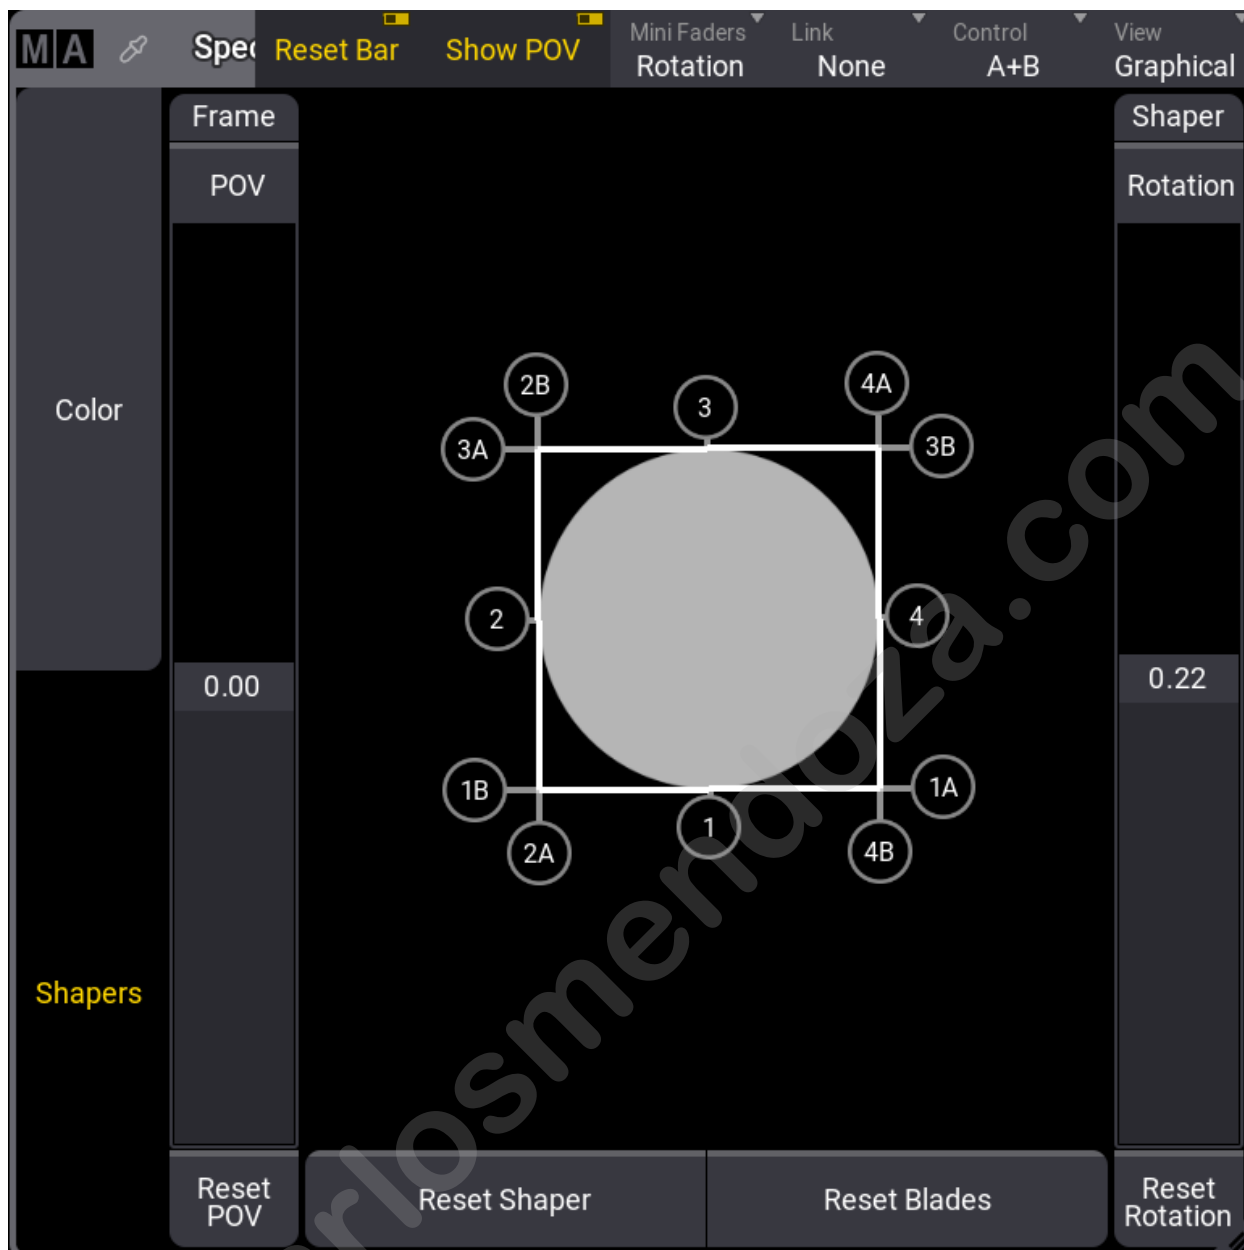 MA Spec Reset Bar Show POV Mini Faders Link Control View
Rotation None A+B Graphical
Frame Shaper
POV Rotation
2B 3 4A
3A 3B
Color
2 4
0.00 0.22
1B 1A
1
2A 4B
Shapers
Reset POV
Reset Shaper
Reset Blades
Reset Rotation
rlosmendoza.com